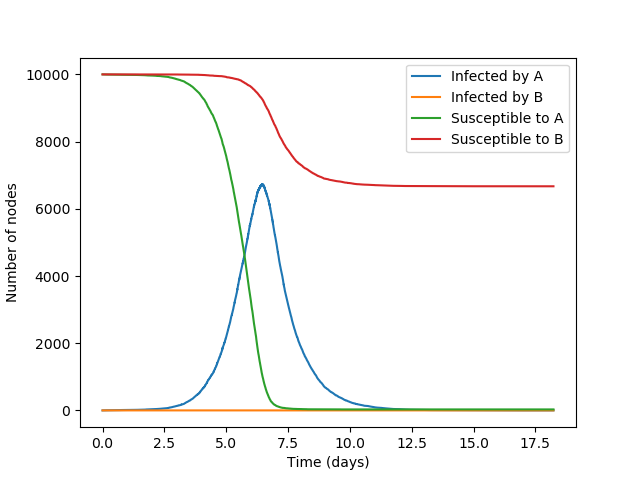 Infected by A
Infected by B
Susceptible to A
Susceptible to B
Number of nodes
10000
8000
6000
4000
2000
0
0.0 2.5 5.0 7.5 10.0 12.5 15.0 17.5
Time (days)